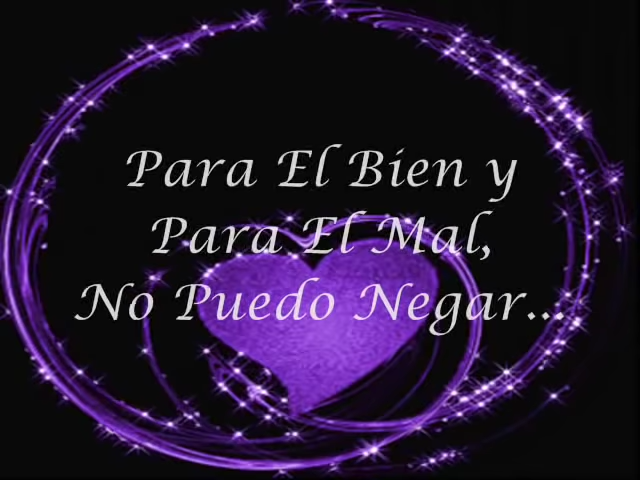 Para El Bien y
Para El Mal,
No Puedo Negar...